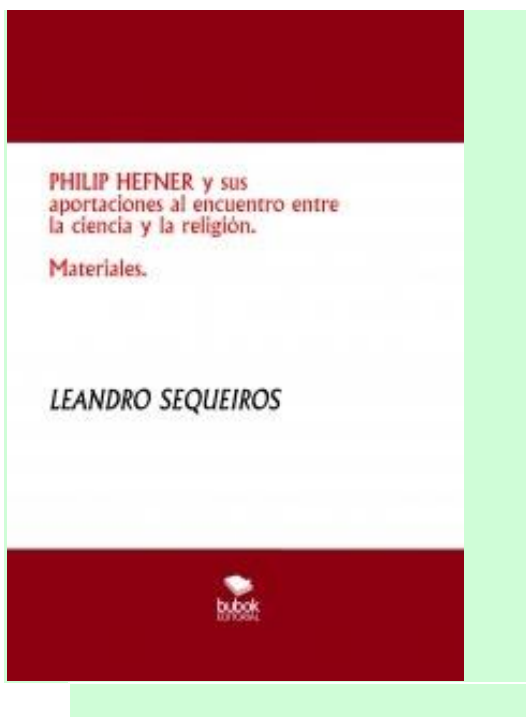 PHILIP HEFNER y sus
aportaciones al encuentro entre
la ciencia y la religión.
Materiales.
LEANDRO SEQUEIROS
bubok
EDITORIAL